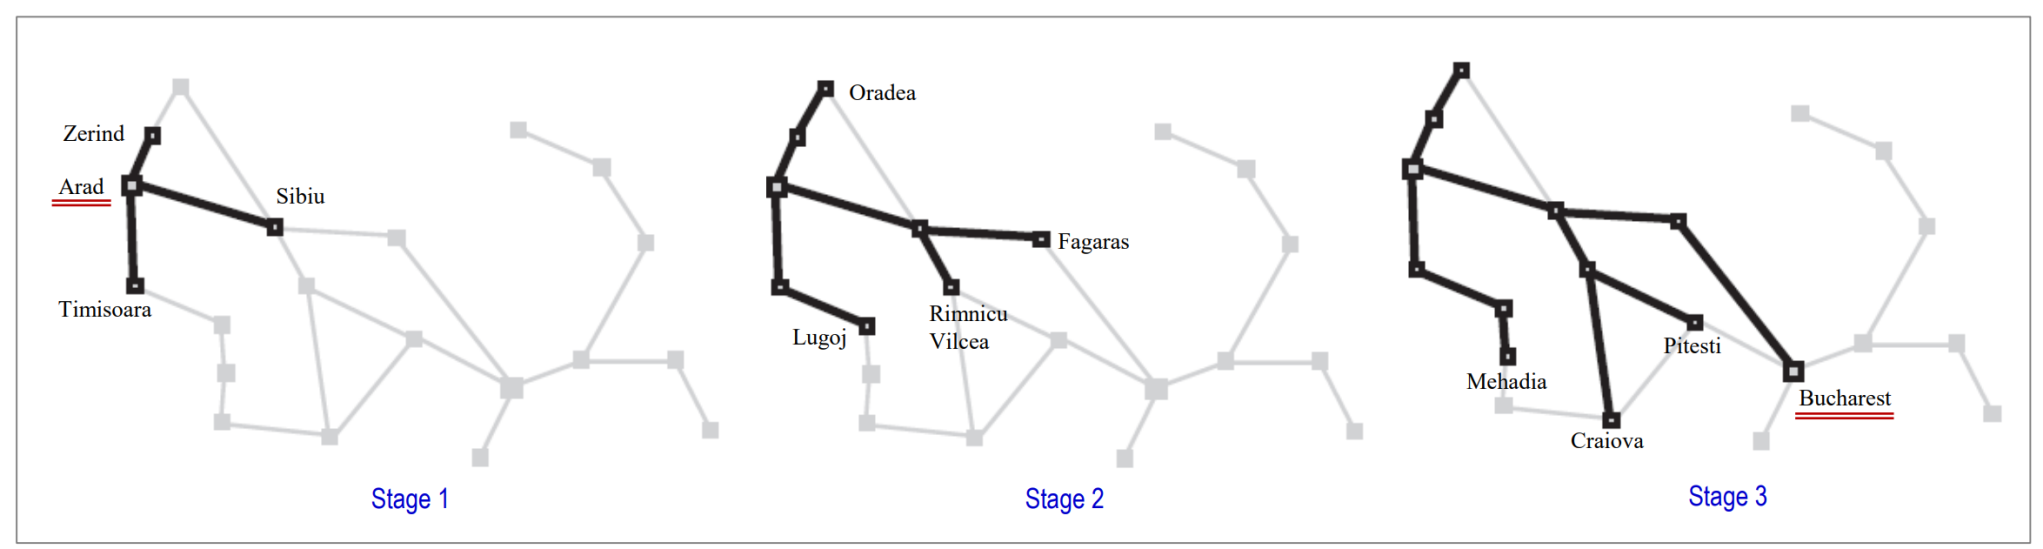 Zerind
Arad
Sibiu
Timisoara
Stage 1
Oradea
Fagaras
Rimnicu
Vilcea
Lugoj
Stage 2
Pitesti
Mehadia
Bucharest
Craiova
Stage 3